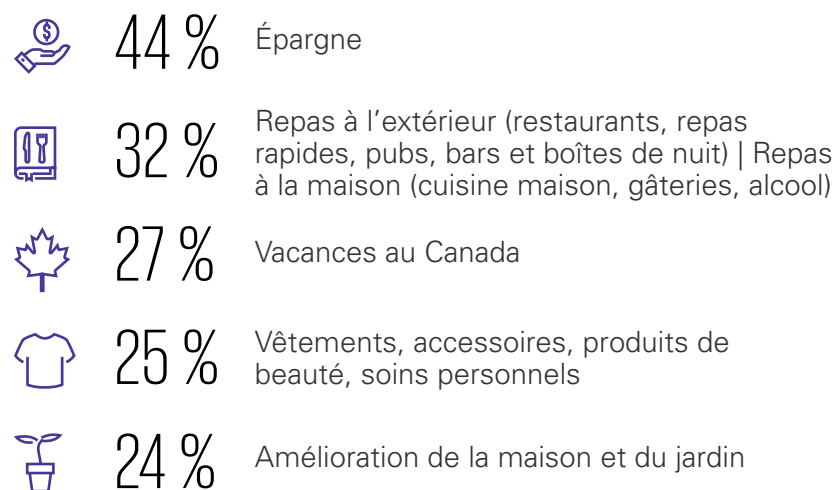 $
44 % Épargne
32 % Repas à l’extérieur (restaurants, repas
rapides, pubs, bars et boîtes de nuit) | Repas
à la maison (cuisine maison, gâteries, alcool)
27 % Vacances au Canada
25 % Vêtements, accessoires, produits de
beauté, soins personnels
24 % Amélioration de la maison et du jardin